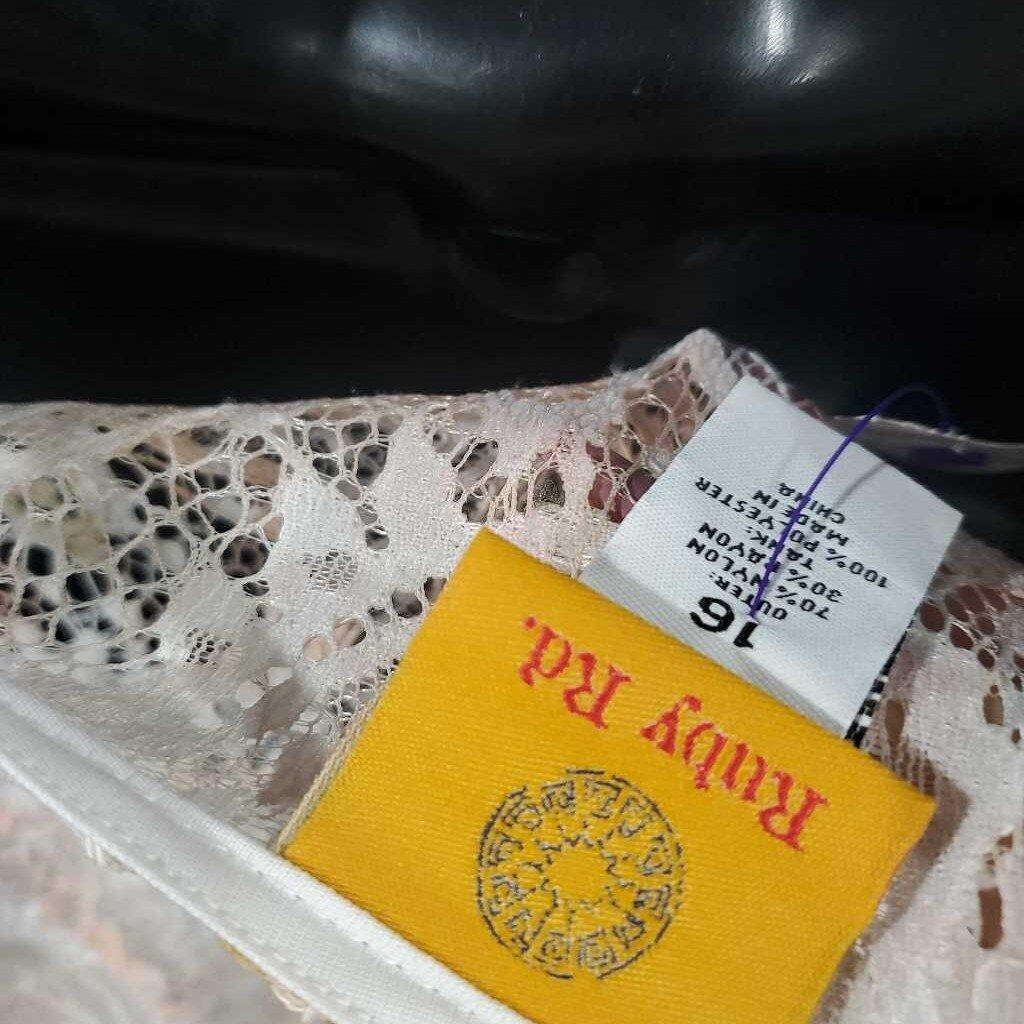 Ruby Rd.
16
OUTER:
70% NYLON
30% RAYON
TANK:
100% POLYESTER
MADE IN
CHINA